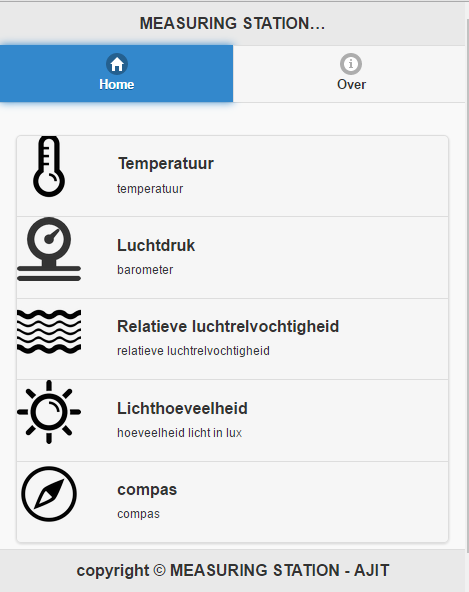 MEASURING STATION...
Home
Over
Temperatuur
temperatuur
Luchtdruk
barometer
Relatieve luchtrelvochtigheid
relatieve luchtrelvochtigheid
Lichthoeveelheid
hoeveelheid licht in lux
compas
compas
copyright © MEASURING STATION - AJIT